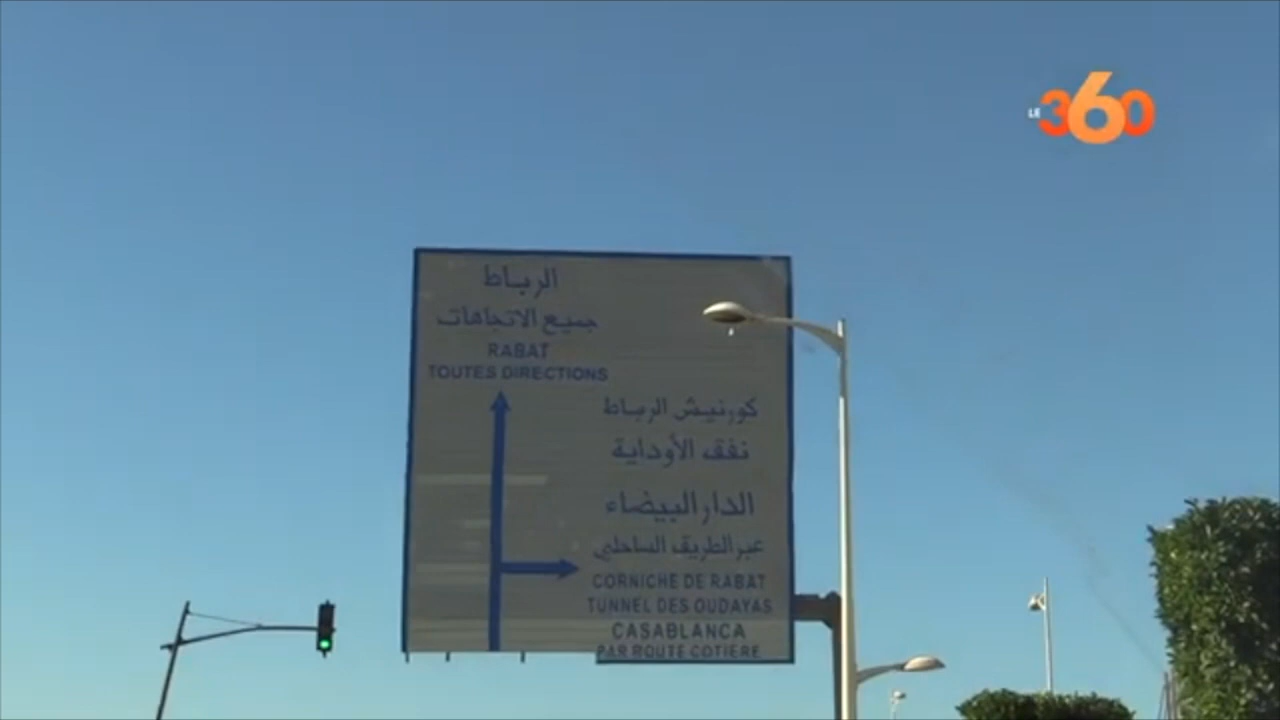 LE 360
الرباط
جميع الاتجاهات
RABAT
TOUTES DIRECTIONS
كورنيش الرباط
نفق الأوداية
الدار البيضاء
عبر الطريق الساحلي
CORNICHE DE RABAT
TUNNEL DES OUDAYAS
CASABLANCA
PAR ROUTE COTIERE